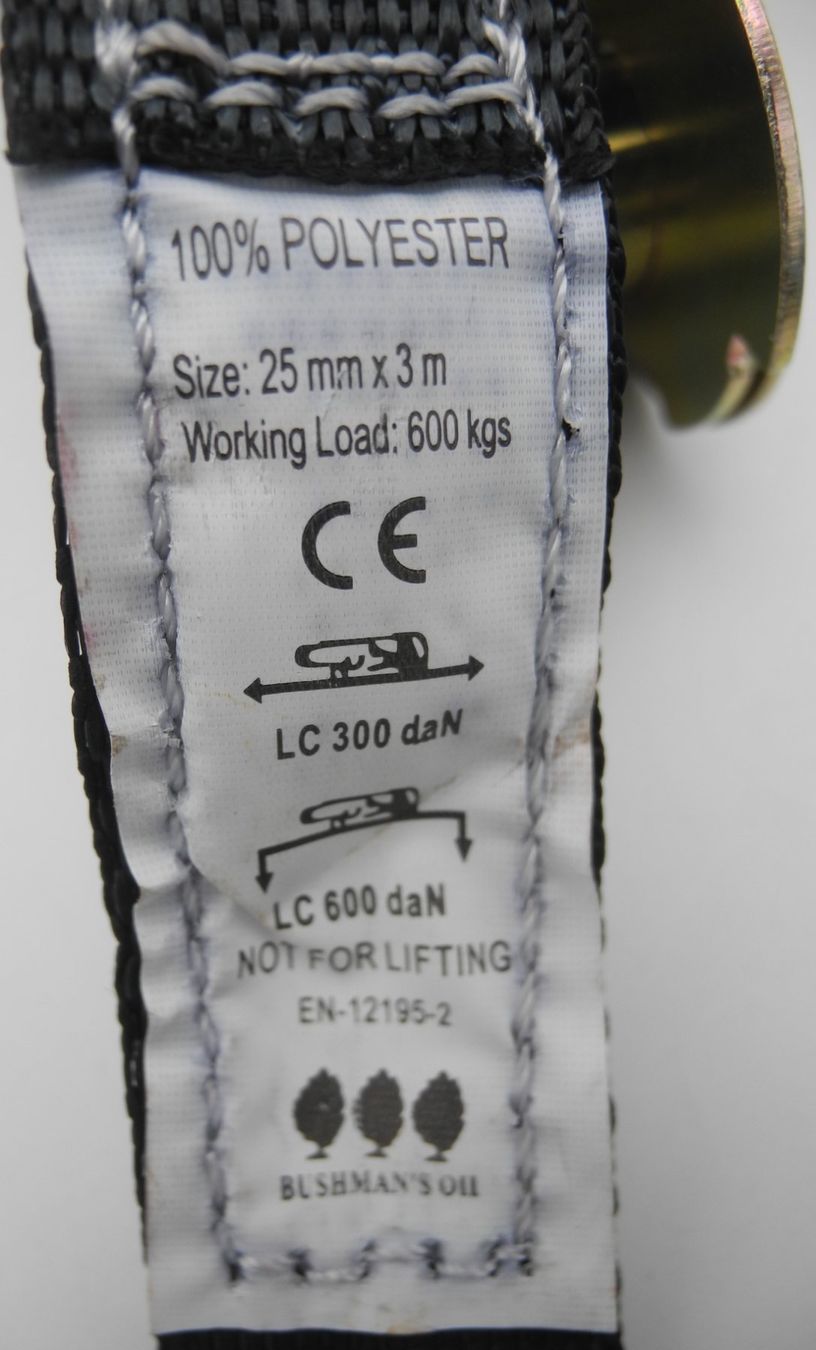 100% POLYESTER
Size: 25 mm x 3 m
Working Load: 600 kgs
CE
LC 300 daN
LC 600 daN
NOT FOR LIFTING
EN-12195-2
BUSHMAN'S OIL